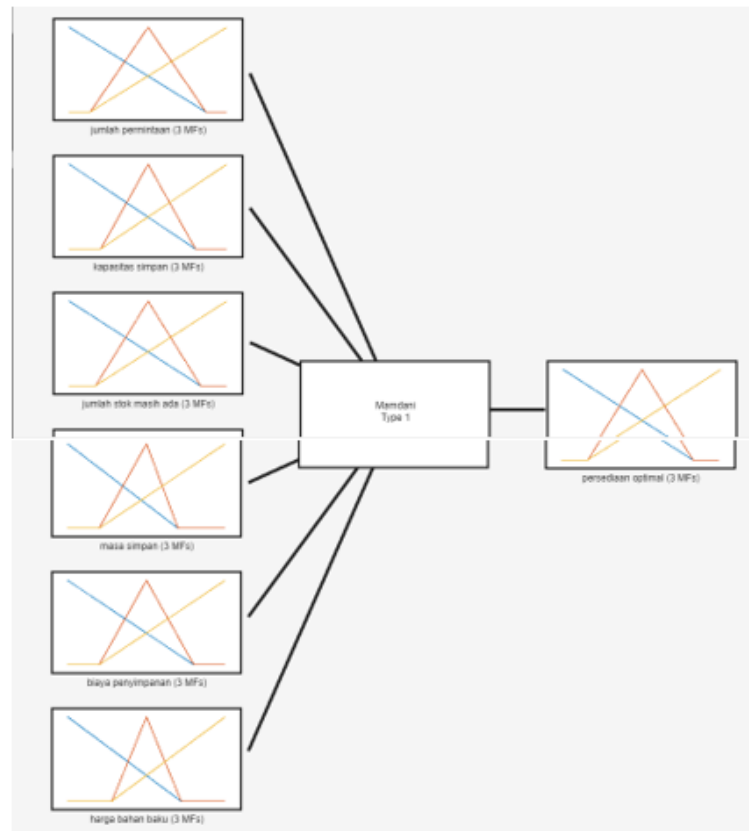 jumlah permintaan (3 MFs)
kapasitas simpan (3 MFs)
jumlah stok masih ada (3 MFs)
Mamdani
Type 1
persediaan optimal (3 MFs)
masa simpan (3 MFs)
biaya penyimpanan (3 MFs)
harga bahan baku (3 MFs)